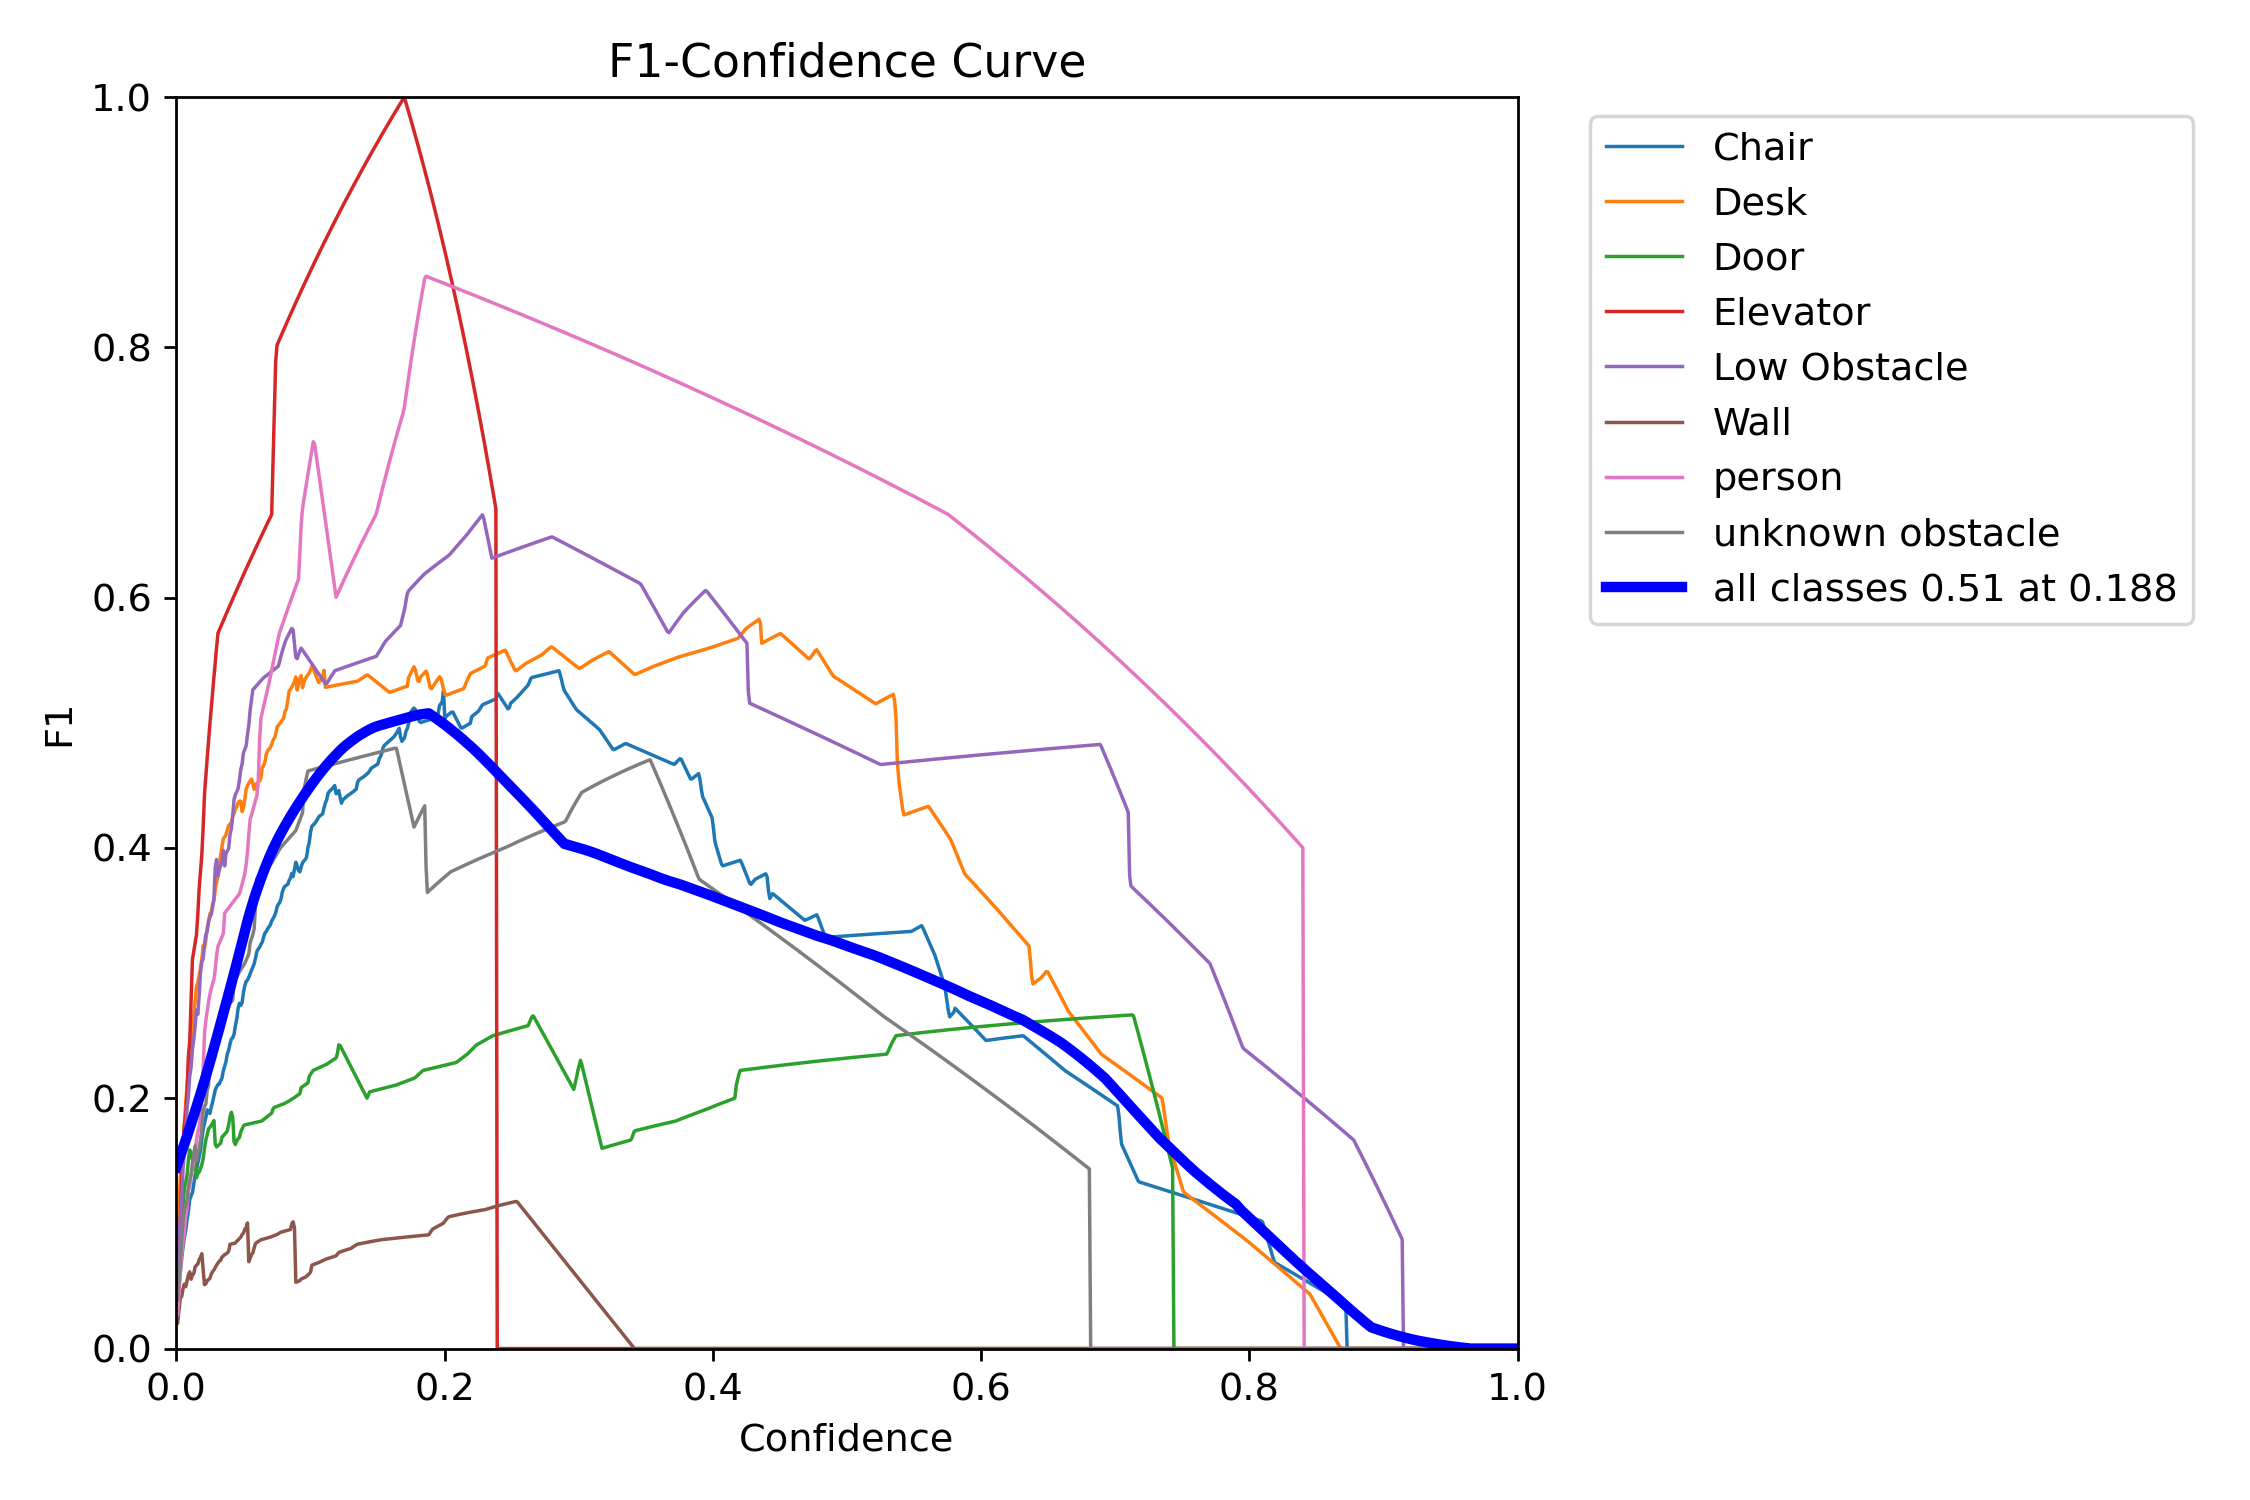 F1-Confidence Curve
1.0
0.8
0.6
0.4
0.2
0.0
F1
0.0 0.2 0.4 0.6 0.8 1.0
Confidence
Chair
Desk
Door
Elevator
Low Obstacle
Wall
person
unknown obstacle
all classes 0.51 at 0.188